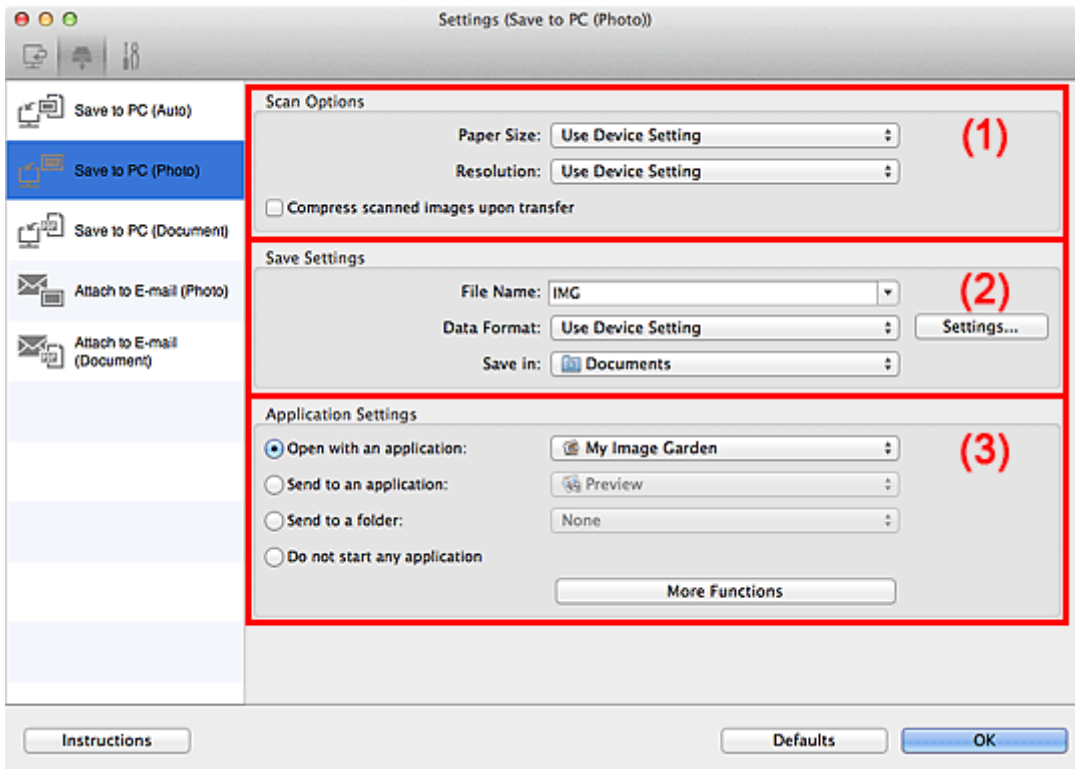 Settings (Save to PC (Photo))
Save to PC (Auto)
Save to PC (Photo)
Save to PC (Document)
Attach to E-mail (Photo)
Attach to E-mail
(Document)
Scan Options
(1)
Paper Size: Use Device Setting
Resolution: Use Device Setting
Compress scanned images upon transfer
Save Settings
(2)
File Name: IMG
Data Format: Use Device Setting Settings...
Save in: Documents
Application Settings
(3)
Open with an application: My Image Garden
Send to an application: Preview
Send to a folder: None
Do not start any application
More Functions
Instructions Defaults OK